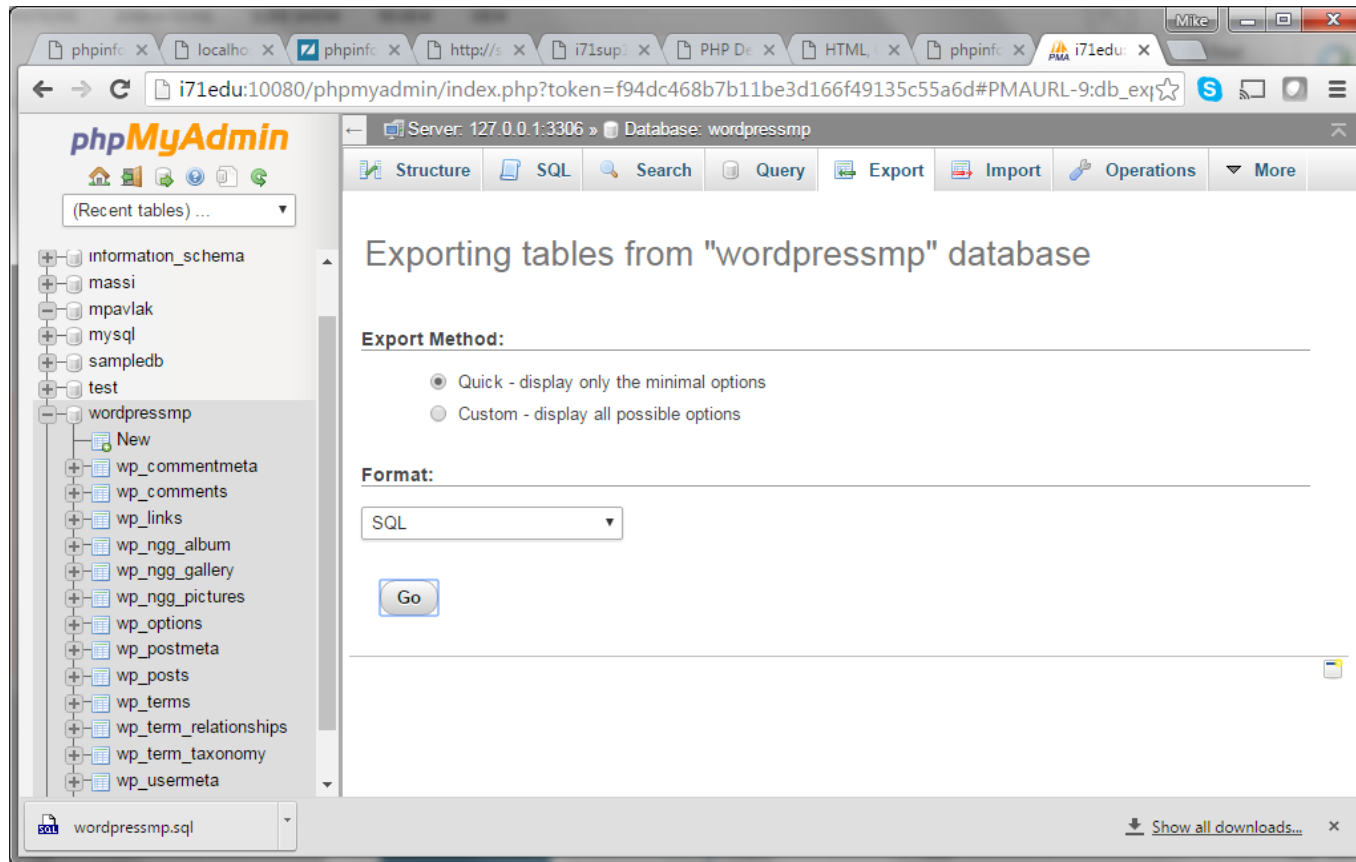 Mike
phpinfo
localho
phpinfo
http://s
i71sup1
PHP De
HTML,
phpinfo
PMA i71edu:
i71edu:10080/phpmyadmin/index.php?token=f94dc468b7b11be3d166f49135c55a6d#PMAURL-9:db_exp
phpMyAdmin
(Recent tables) ...
information_schema
massi
mpavlak
mysql
sampledb
test
wordpressmp
New
wp_commentmeta
wp_comments
wp_links
wp_ngg_album
wp_ngg_gallery
wp_ngg_pictures
wp_options
wp_postmeta
wp_posts
wp_terms
wp_term_relationships
wp_term_taxonomy
wp_usermeta
Server: 127.0.0.1:3306 » Database: wordpressmp
Structure SQL Search Query Export Import Operations More
Exporting tables from "wordpressmp" database
Export Method:
Quick - display only the minimal options
Custom - display all possible options
Format:
SQL
Go
SQL wordpressmp.sql
Show all downloads...